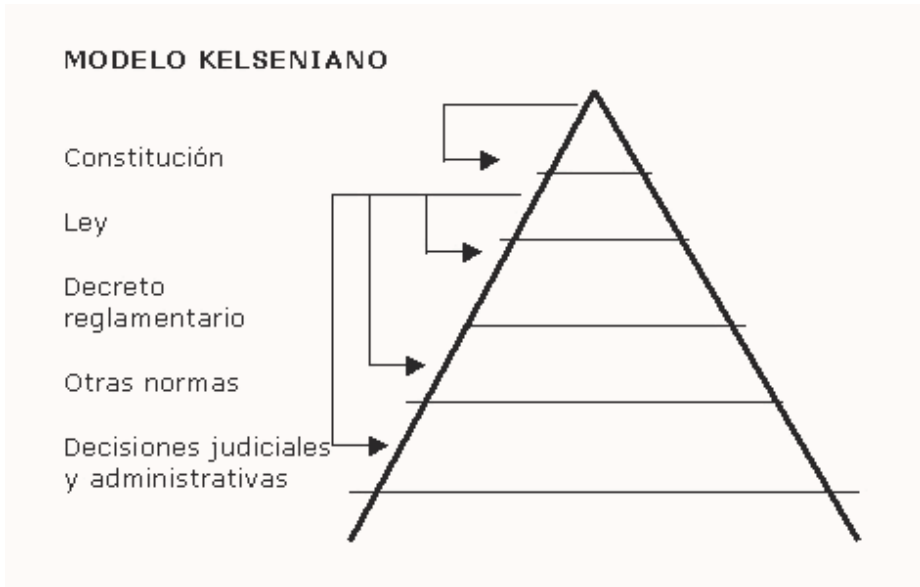 MODELO KELSENIANO
Constitución
Ley
Decreto
reglamentario
Otras normas
Decisiones judiciales
y administrativas